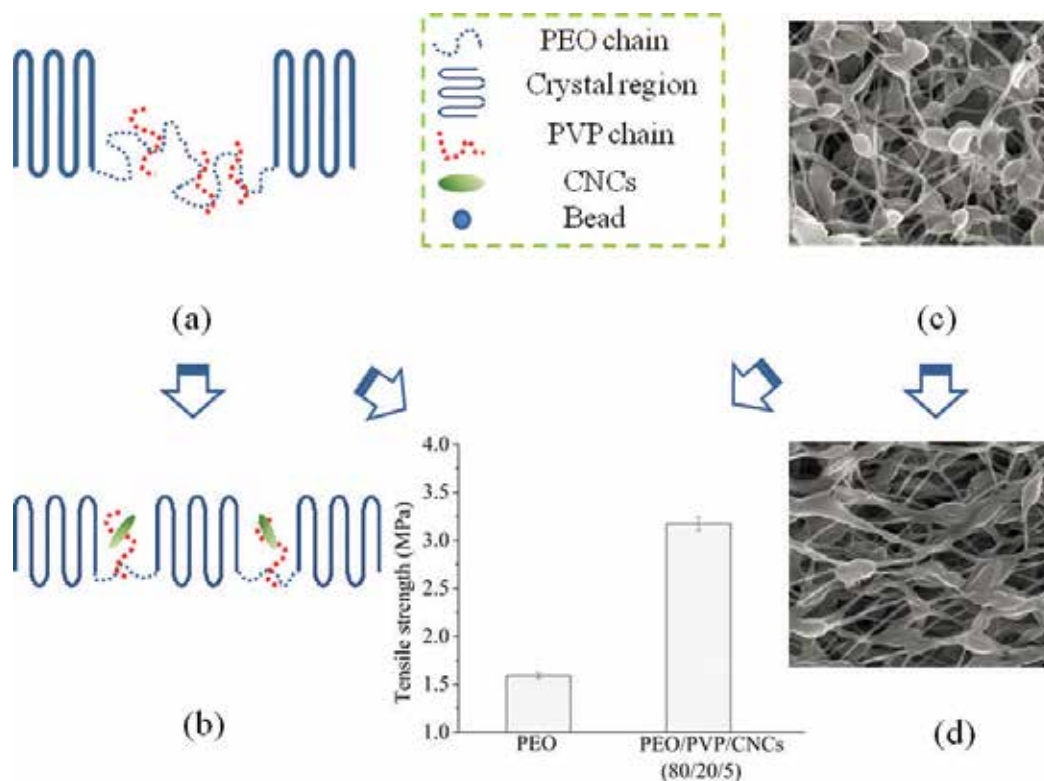 PEO chain
Crystal region
PVP chain
CNCs
Bead
(a)
(c)
4.0
3.5
3.0
2.5
2.0
1.5
1.0
Tensile strength (MPa)
PEO
PEO/PVP/CNCs
(80/20/5)
(b)
(d)